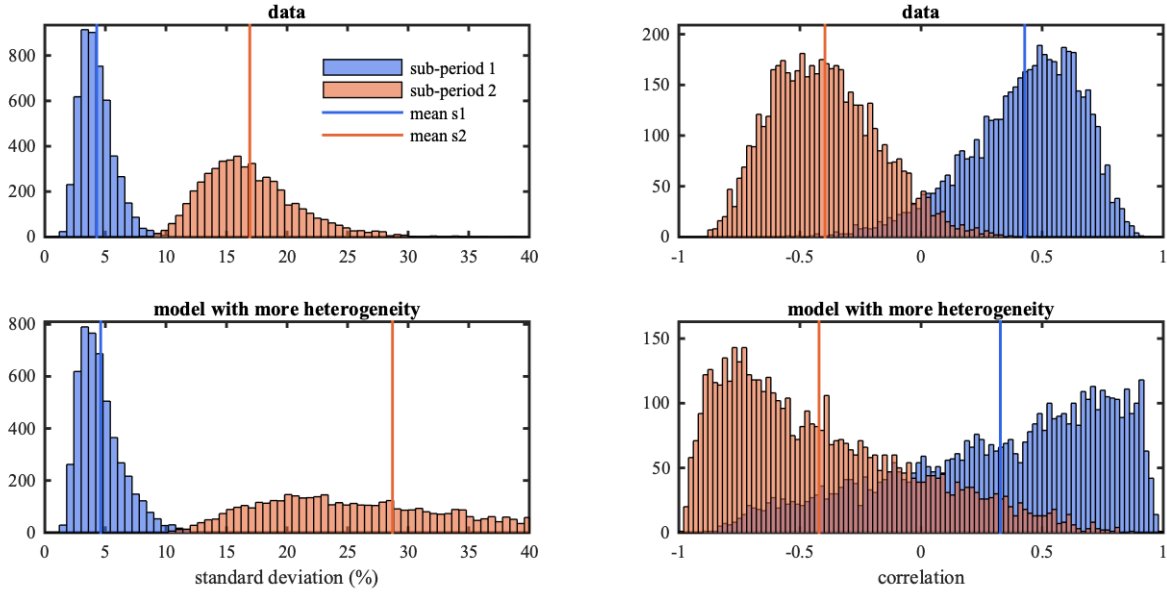 data
800
600
400
200
0
0 5 10 15 20 25 30 35 40
sub-period 1
sub-period 2
mean s1
mean s2
data
200
150
100
50
0
-1 -0.5 0 0.5 1
model with more heterogeneity
800
600
400
200
0
0 5 10 15 20 25 30 35 40
standard deviation (%)
model with more heterogeneity
150
100
50
0
-1 -0.5 0 0.5 1
correlation